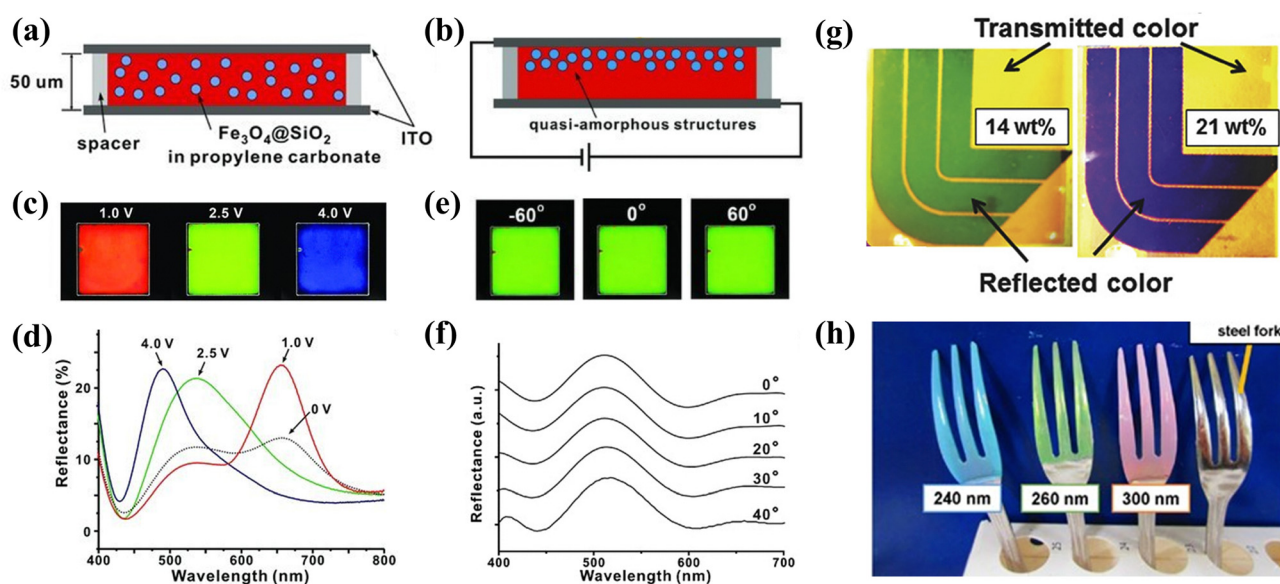 (a)
50 um
spacer
Fe3O4@SiO2
in propylene carbonate
ITO
(b)
quasi-amorphous structures
(c)
1.0 V
2.5 V
4.0 V
(d)
4.0 V
2.5 V
1.0 V
0 V
Reflectance (%)
20
10
0
400
500
600
700
800
Wavelength (nm)
(e)
-60°
0°
60°
(f)
0°
10°
20°
30°
40°
Reflectance (a.u.)
400
500
600
700
Wavelength (nm)
(g)
Transmitted color
14 wt%
21 wt%
Reflected color
(h)
steel fork
240 nm
260 nm
300 nm